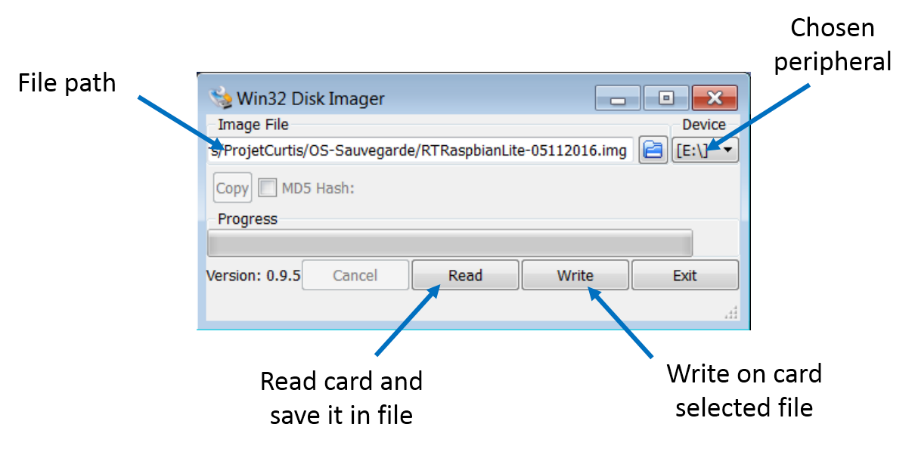 Chosen
peripheral
File path
Win32 Disk Imager
Image File
Device
s/ProjetCurtis/OS-Sauvegarde/RTRaspbianLite-05112016.img
[E:\]
Copy
MD5 Hash:
Progress
Version: 0.9.5
Cancel
Read
Write
Exit
Read card and
save it in file
Write on card
selected file